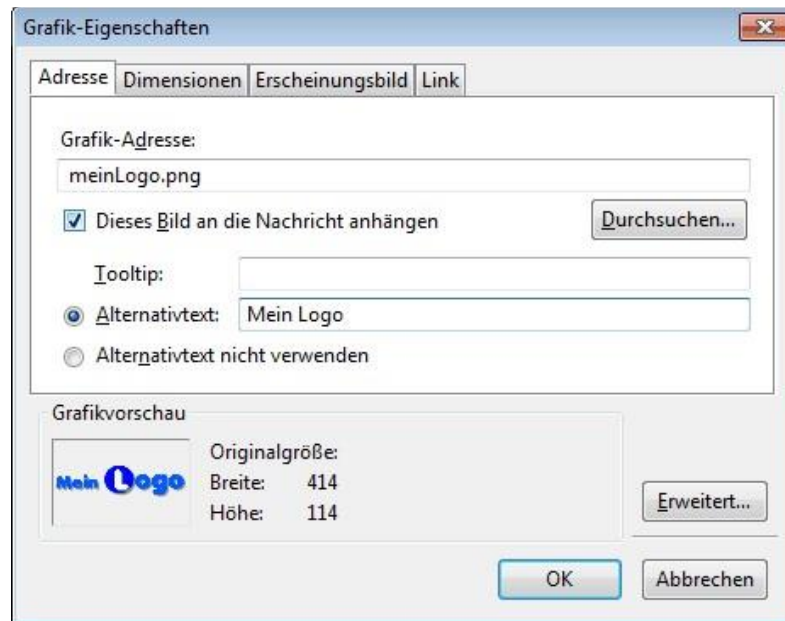 Grafik-Eigenschaften
Adresse Dimensionen Erscheinungsbild Link
Grafik-Adresse:
meinLogo.png
Dieses Bild an die Nachricht anhängen Durchsuchen...
Tooltip:
Alternativtext: Mein Logo
Alternativtext nicht verwenden
Grafikvorschau
Mein Logo
Originalgröße:
Breite: 414
Höhe: 114
Erweitert...
OK Abbrechen